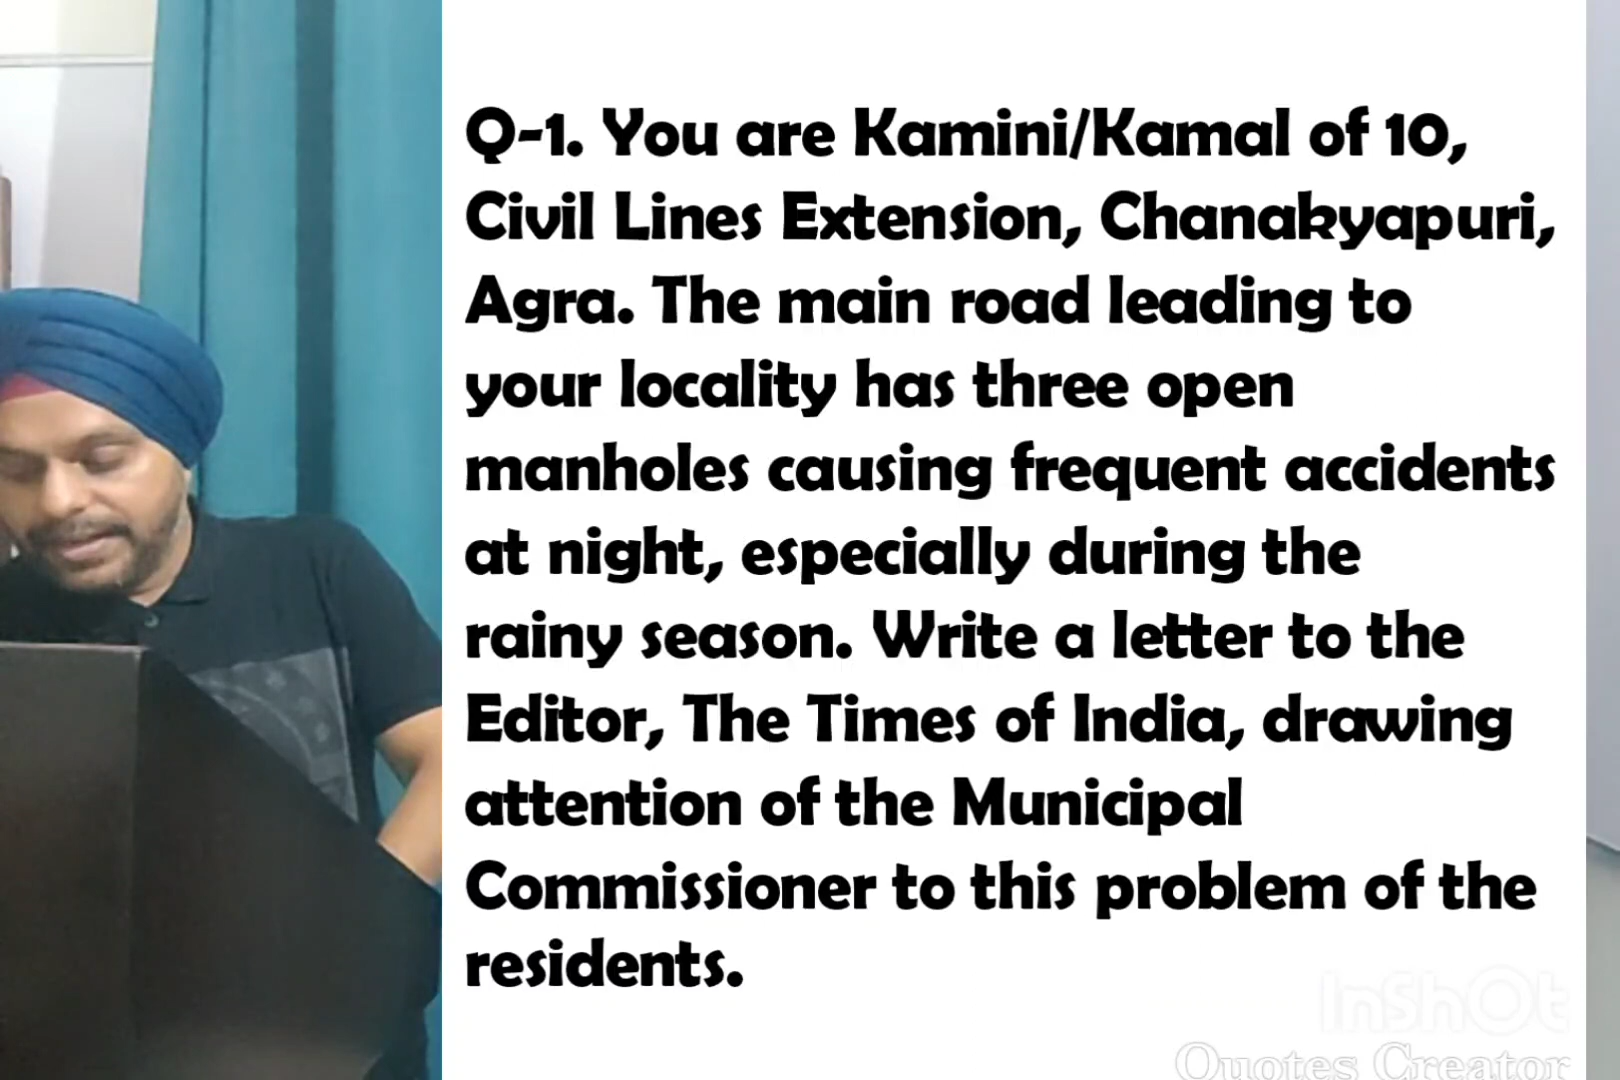 Q-1. You are Kamini/Kamal of 10,
Civil Lines Extension, Chanakyapuri,
Agra. The main road leading to
your locality has three open
manholes causing frequent accidents
at night, especially during the
rainy season. Write a letter to the
Editor, The Times of India, drawing
attention of the Municipal
Commissioner to this problem of the
residents.
InShOt
Quotes Creator